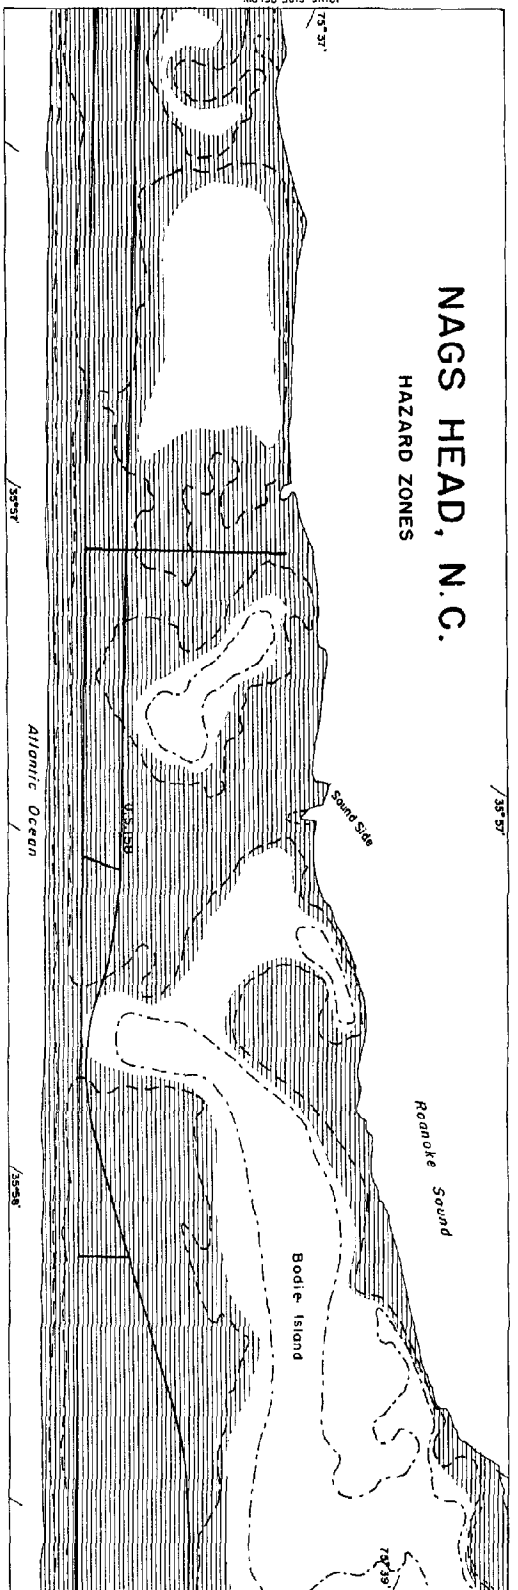 NAGS HEAD, N.C.
HAZARD ZONES
75°37'
35°57'
35°57'
Sound Side
U.S. 158
Atlantic Ocean
Roanoke Sound
35°58'
Bodie Island
75°39'